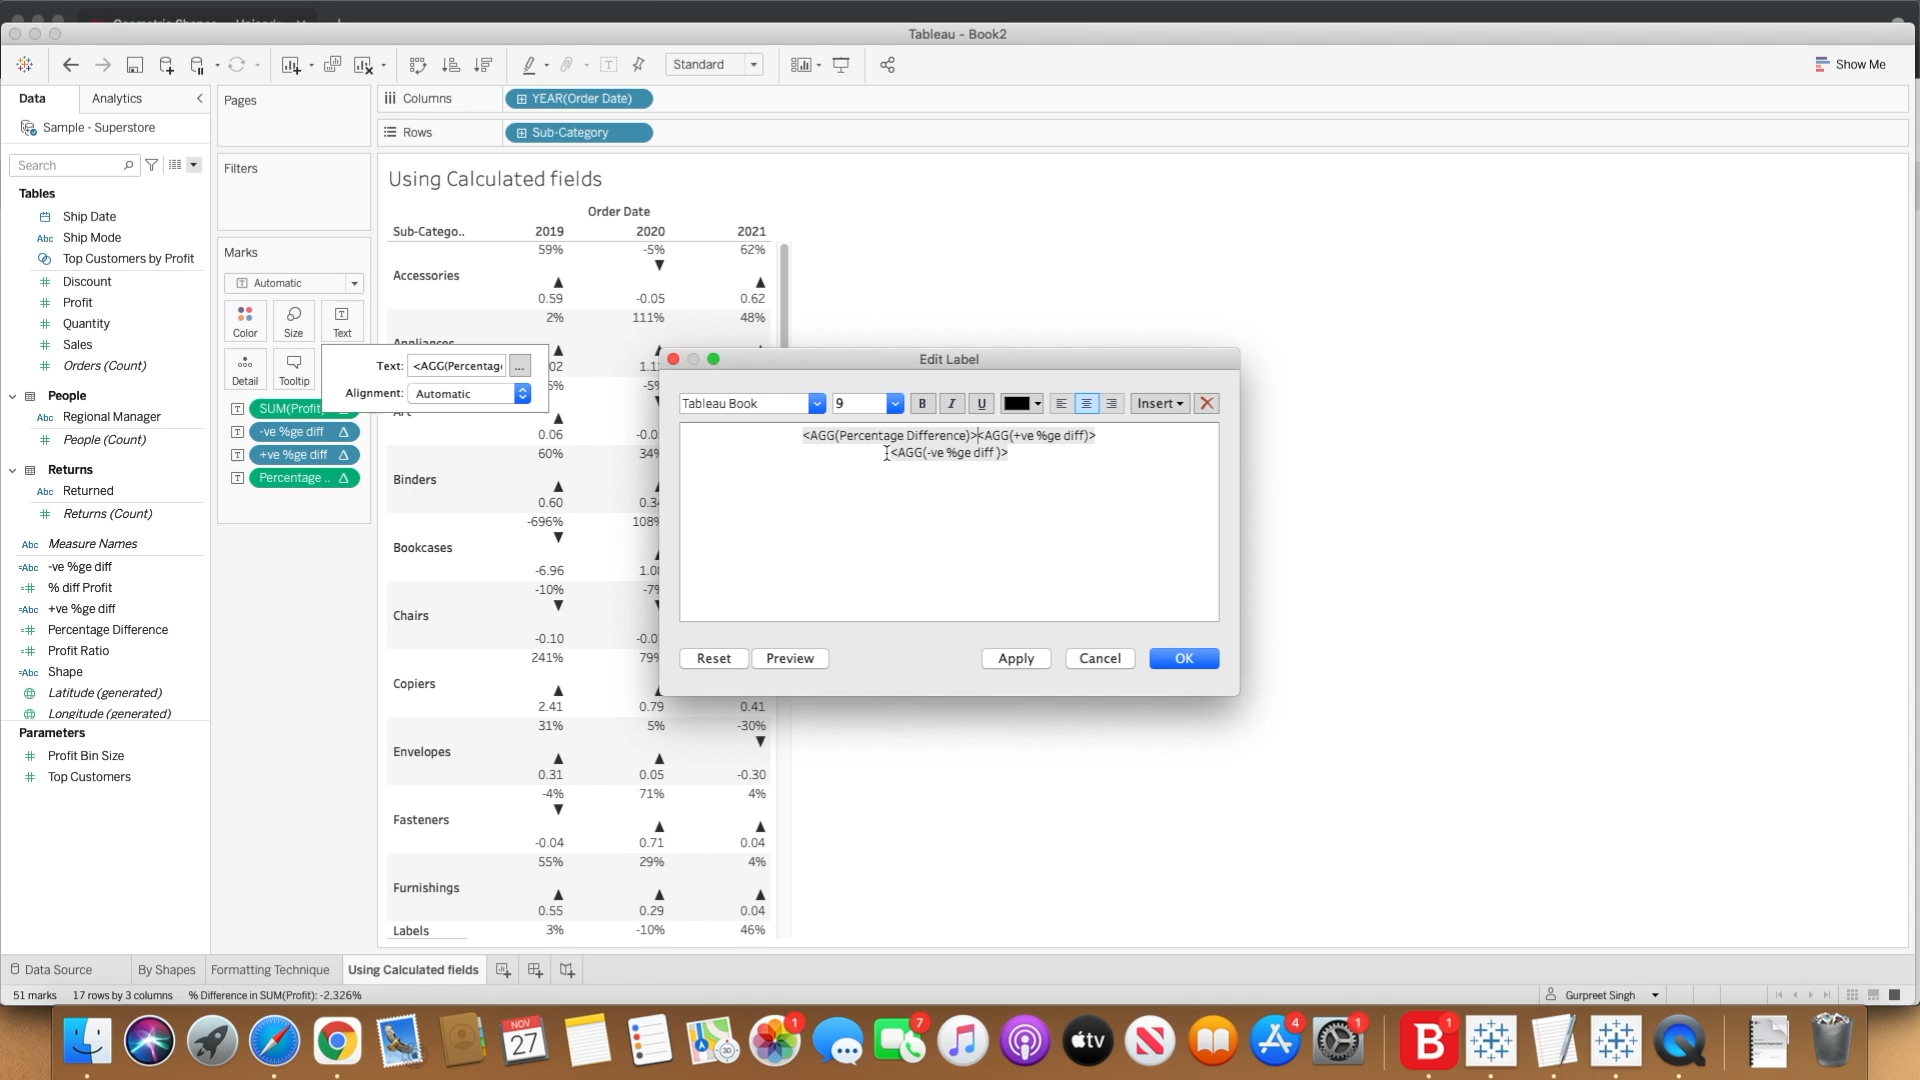 Tableau - Book2
Standard
Show Me
Data
Analytics
Pages
Columns
YEAR(Order Date)
Sample - Superstore
Rows
Sub-Category
Search
Filters
Using Calculated fields
Tables
Order Date
Ship Date
Sub-Catego..
2019
2020
2021
Ship Mode
Marks
59%
-5%
62%
▼
Top Customers by Profit
Accessories
Discount
Automatic
▲
▲
Profit
0.59
-0.05
0.62
Quantity
2%
111%
48%
Sales
Color
Size
Text
Orders (Count)
Edit Label
Text:
...
Detail
Tooltip
Alignment:
Automatic
People
Regional Manager
Tableau Book
9
B
I
U
Insert
SUM(Profit
People (Count)
0.06
-ve %ge diff
<AGG(Percentage Difference)><AGG(+ve %ge diff)>
<AGG(-ve %ge diff )>
+ve %ge diff
60%
34%
Returns
Percentage ..
Binders
Returned
0.60
Returns (Count)
-696%
108%
Measure Names
Bookcases
-ve %ge diff
-6.96
% diff Profit
-10%
-7%
+ve %ge diff
Chairs
Percentage Difference
-0.10
Profit Ratio
241%
79%
Reset
Preview
Apply
Cancel
OK
Shape
Copiers
Latitude (generated)
2.41
0.79
0.41
Longitude (generated)
31%
5%
-30%
Parameters
Envelopes
▼
Profit Bin Size
▲
▲
Top Customers
0.31
0.05
-0.30
-4%
71%
4%
▼
Fasteners
▲
▲
-0.04
0.71
0.04
55%
29%
4%
Furnishings
▲
▲
▲
0.55
0.29
0.04
Labels
3%
-10%
46%
Data Source
By Shapes
Formatting Technique
Using Calculated fields
51 marks
17 rows by 3 columns
% Difference in SUM(Profit): -2,326%
Gurpreet Singh
NOV
27
1
7
tv
4
1
B
1